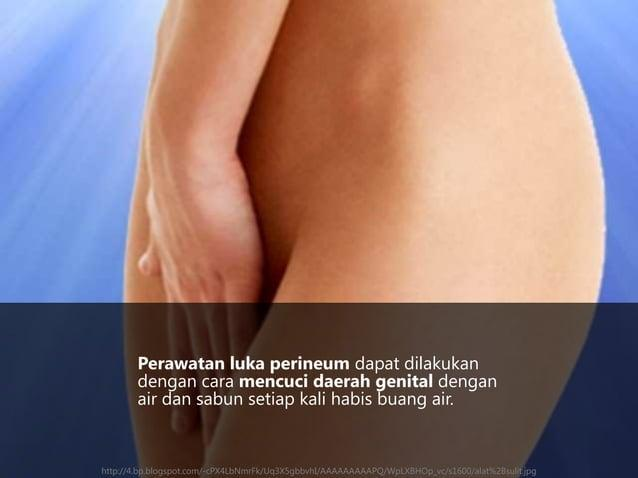 Perawatan luka perineum dapat dilakukan
dengan cara mencuci daerah genital dengan
air dan sabun setiap kali habis buang air.
http://4.bp.blogspot.com/-cPX4LbNmrFk/Uq3X5gbbvhI/AAAAAAAAAPQ/WpLXBHOp_vc/s1600/alat%2Bsulit.jpg